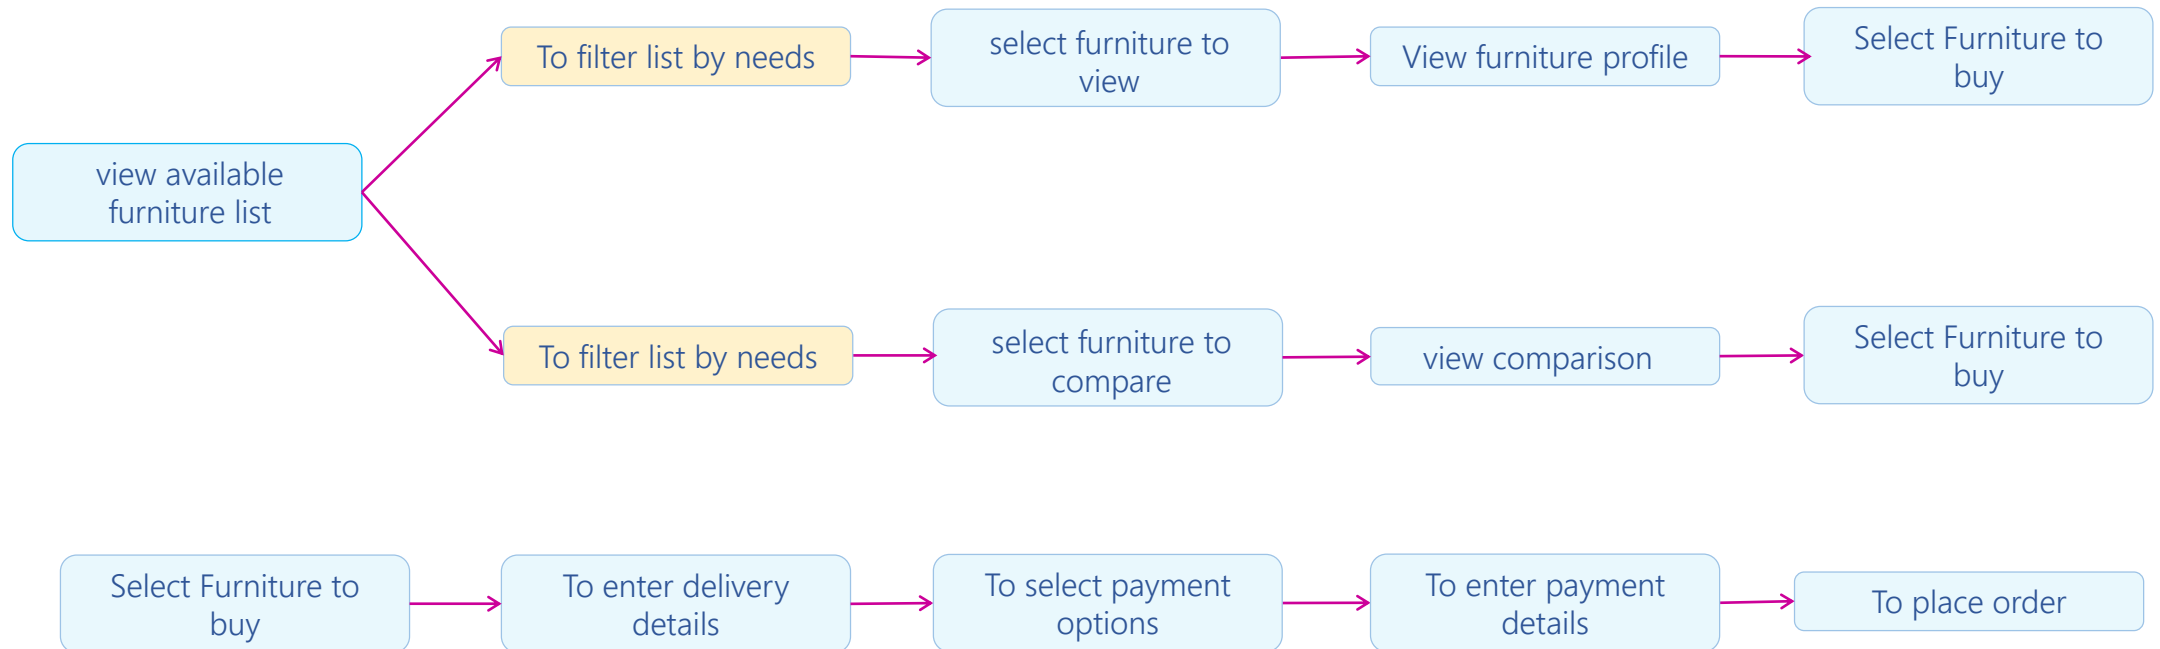 To filter list by needs
select furniture to
view
View furniture profile
Select Furniture to
buy
view available
furniture list
To filter list by needs
select furniture to
compare
view comparison
Select Furniture to
buy
Select Furniture to
buy
To enter delivery
details
To select payment
options
To enter payment
details
To place order